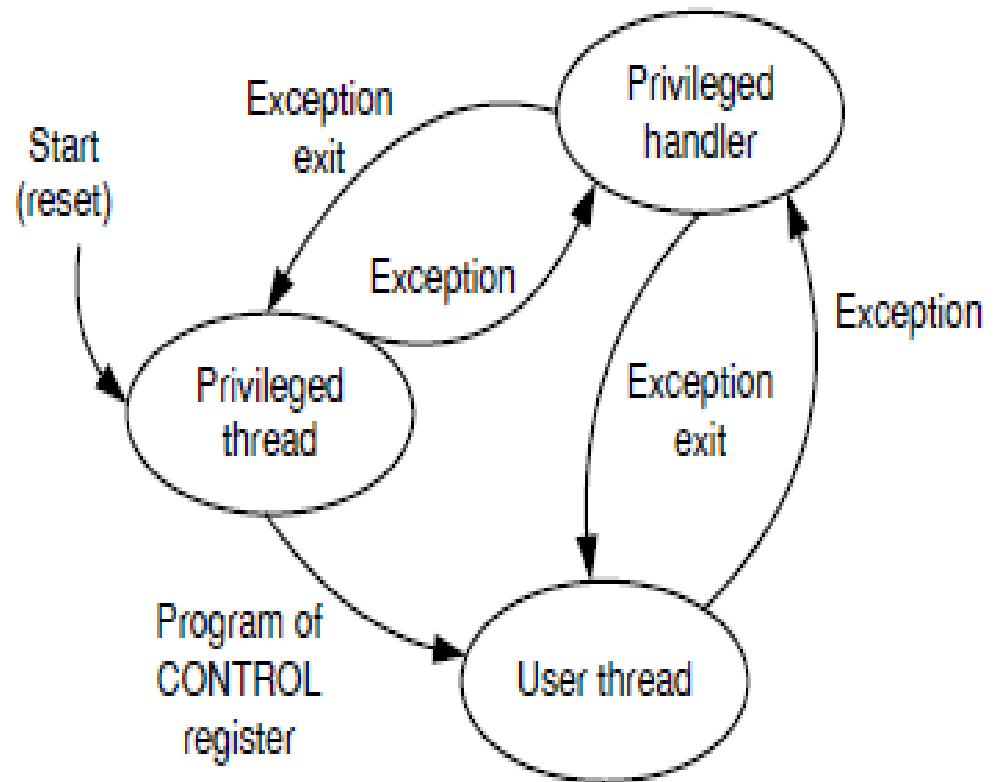 Privileged
handler
Exception
exit
Start
(reset)
Exception
Exception
Privileged
thread
Exception
exit
Program of
CONTROL
register
User thread